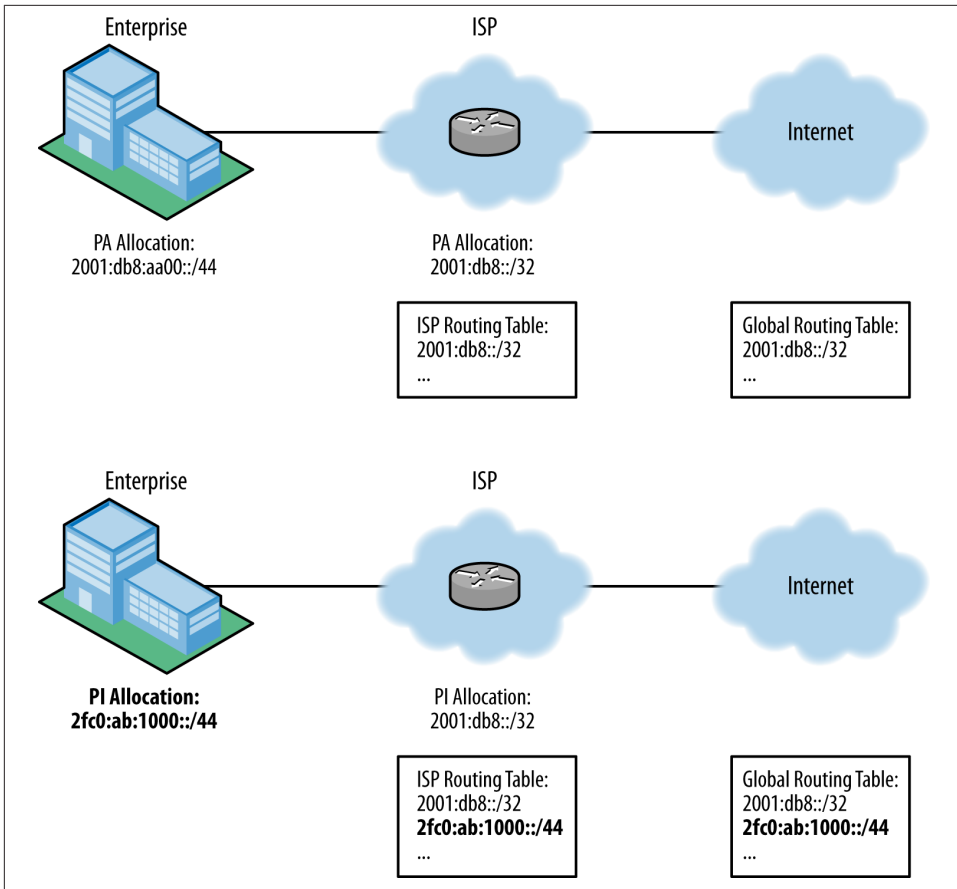 Enterprise
ISP
Internet
PA Allocation:
2001:db8:aa00::/44
PA Allocation:
2001:db8::/32
ISP Routing Table:
2001:db8::/32
...
Global Routing Table:
2001:db8::/32
...
Enterprise
ISP
Internet
PI Allocation:
2fc0:ab:1000::/44
PI Allocation:
2001:db8::/32
ISP Routing Table:
2001:db8::/32
2fc0:ab:1000::/44
...
Global Routing Table:
2001:db8::/32
2fc0:ab:1000::/44
...